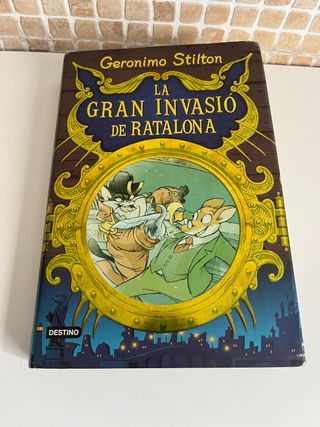 Geronimo Stilton
LA
GRAN INVASIÓ
DE RATALONA
DESTINO